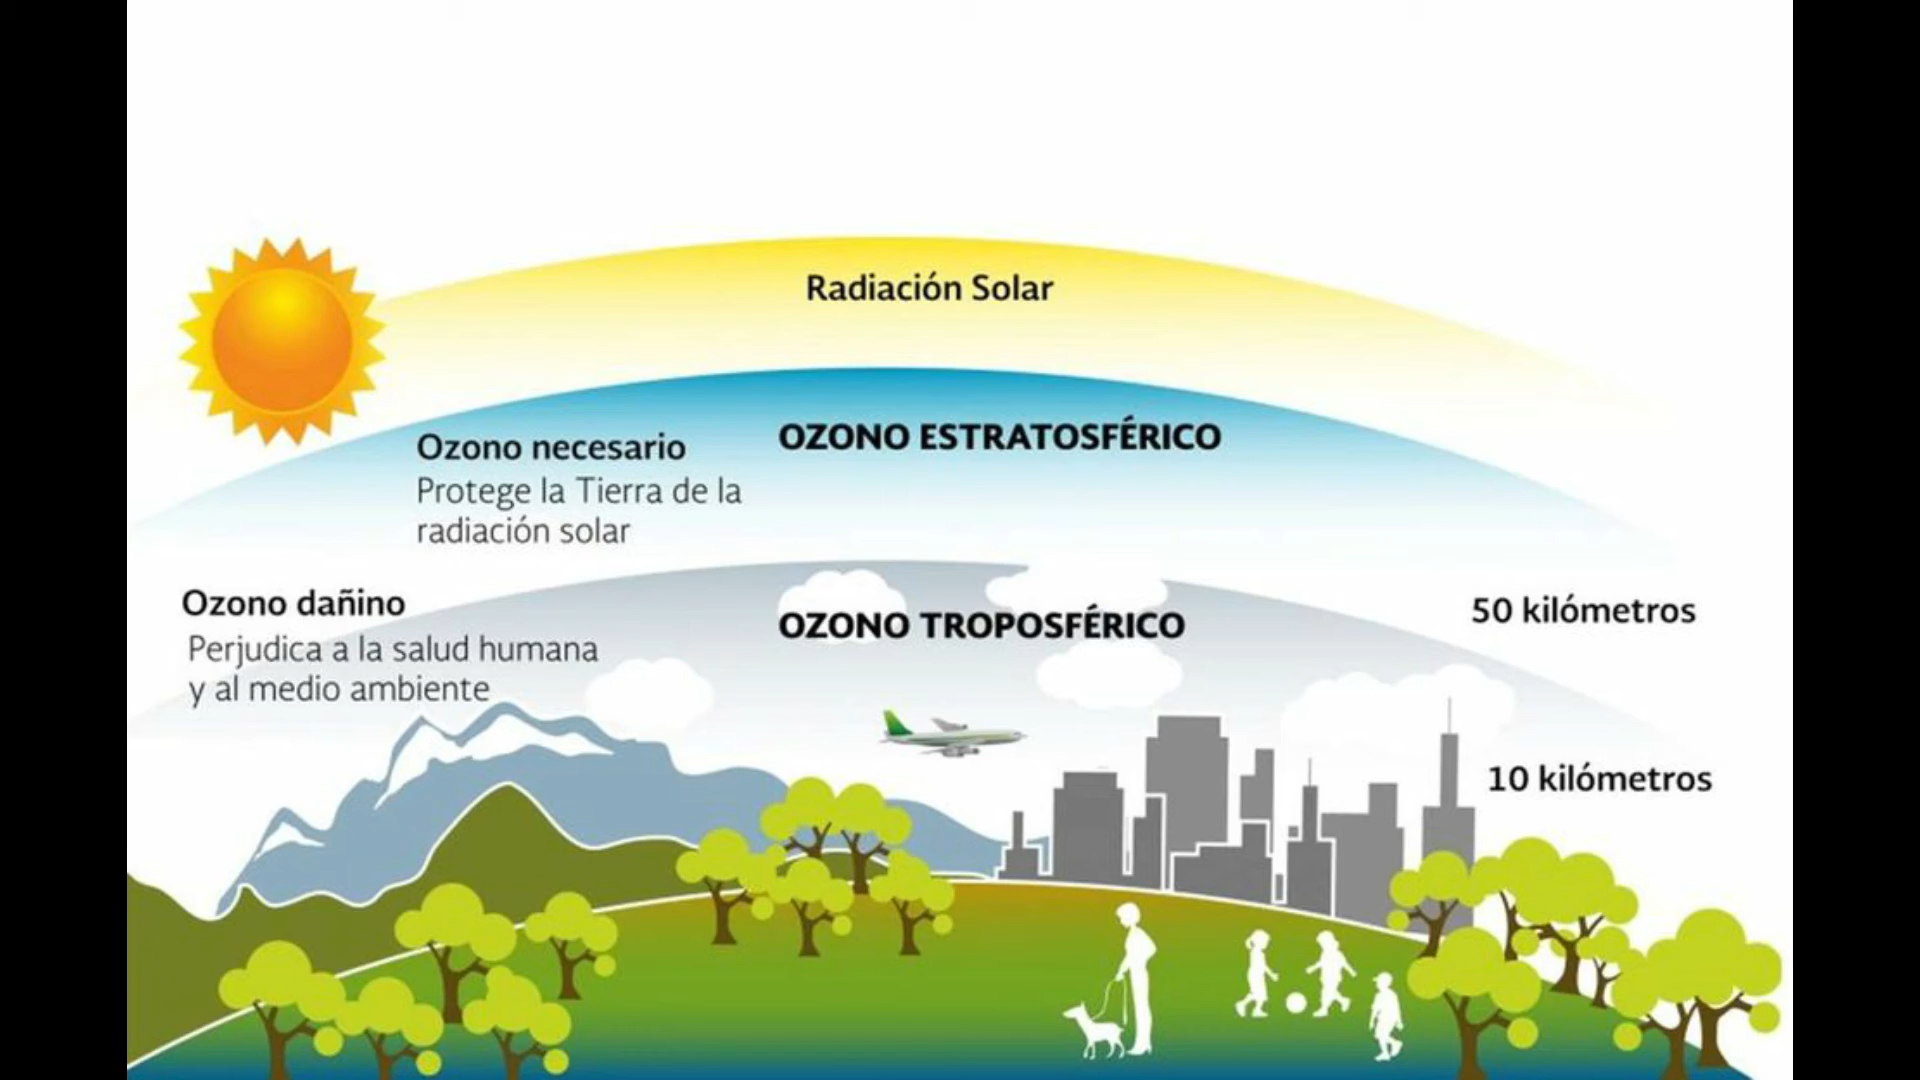 Radiación Solar
OZONO ESTRATOSFÉRICO
Ozono necesario
Protege la Tierra de la
radiación solar
Ozono dañino
Perjudica a la salud humana
y al medio ambiente
OZONO TROPOSFÉRICO
50 kilómetros
10 kilómetros